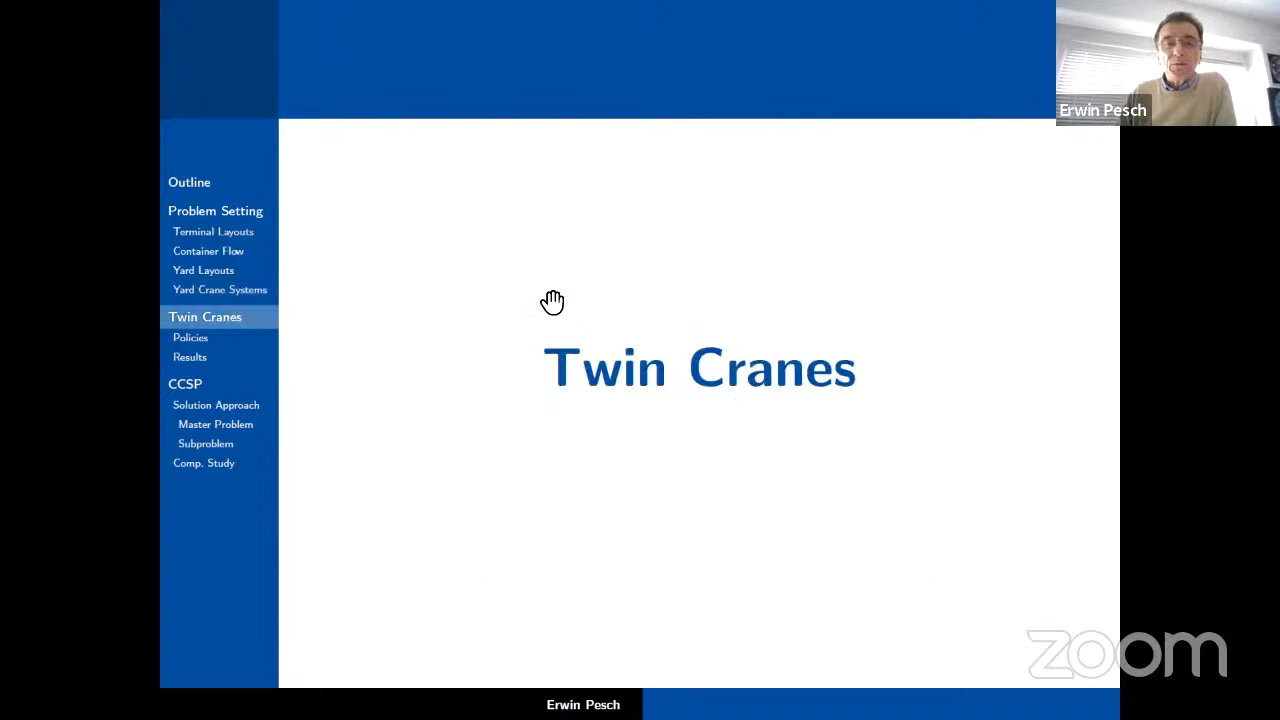 Erwin Pesch
Outline
Problem Setting
Terminal Layouts
Container Flow
Yard Layouts
Yard Crane Systems
Twin Cranes
Policies
Results
CCSP
Solution Approach
Master Problem
Subproblem
Comp. Study
Twin Cranes
zoom
Erwin Pesch